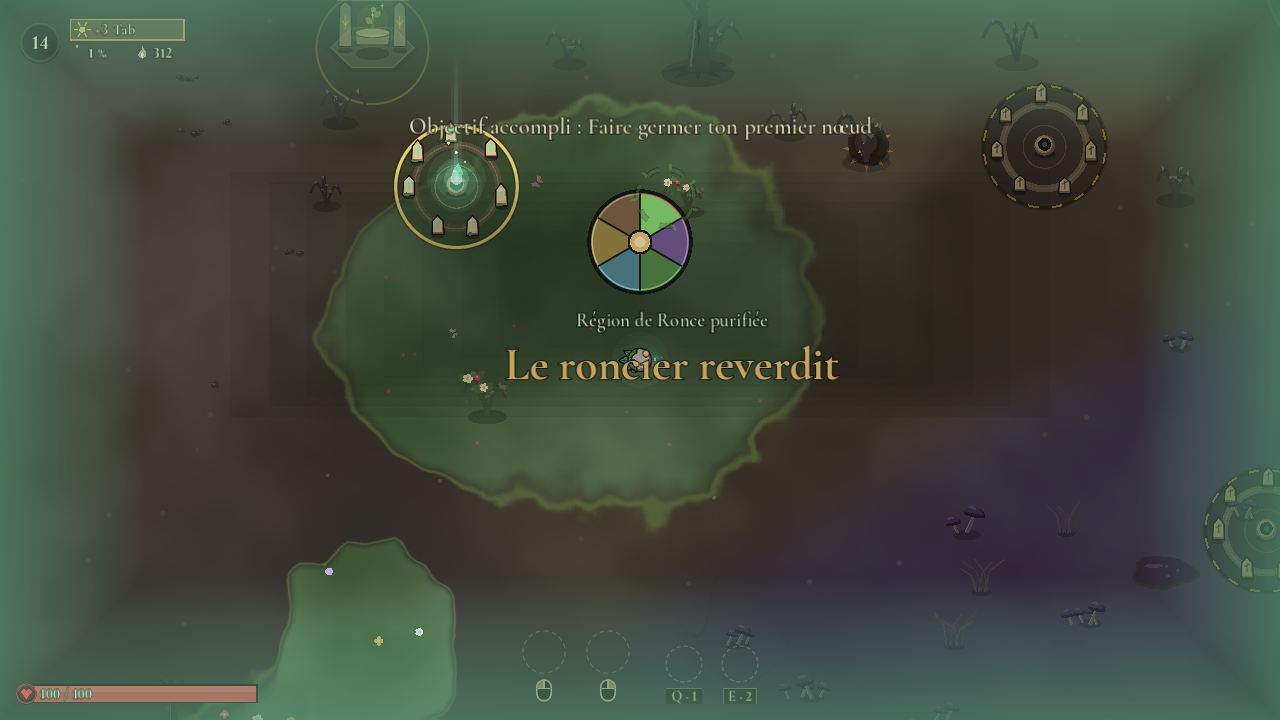 14
-3 Tab
1 %
312
Objectif accompli : Faire germer ton premier nœud
Région de Ronce purifiée
Le roncier reverdit
100 / 100
Q · 1
E · 2